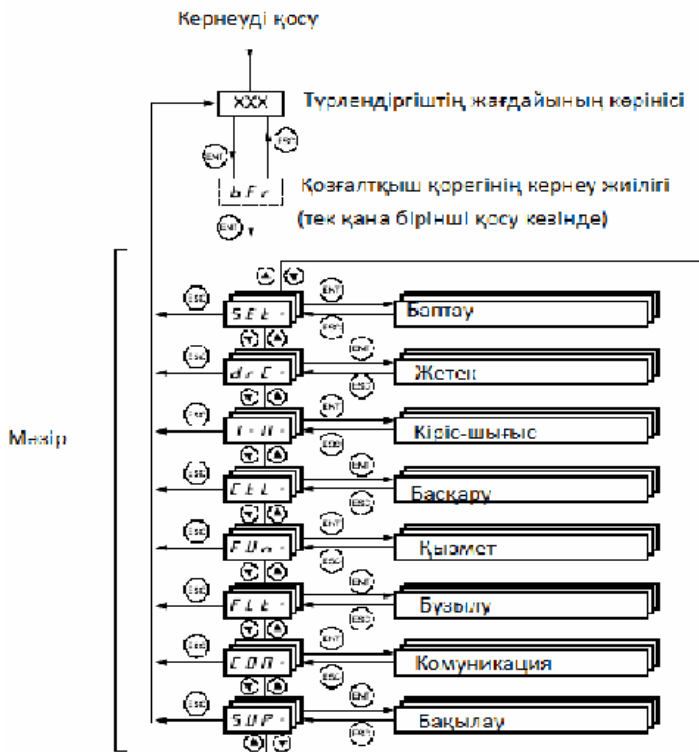 Кернеуді қосу
XXX
Түрлендіргіштің жағдайының көрінісі
ENT
ESC
bFr
Қозғалтқыш қорегінің кернеу жиілігі
(тек қана бірінші қосу кезінде)
ENT
ESC
SEt-
ENT
ESC
Баптау
ESC
drC-
ENT
ESC
Жетек
Мәзір
ESC
I-O-
ENT
ESC
Кіріс-шығыс
ESC
CtL-
ENT
ESC
Басқару
ESC
FUn-
ENT
ESC
Қызмет
ESC
FLt-
ENT
ESC
Бұзылу
ESC
COM-
ENT
ESC
Комуникация
ESC
SUP-
ENT
ESC
Бақылау